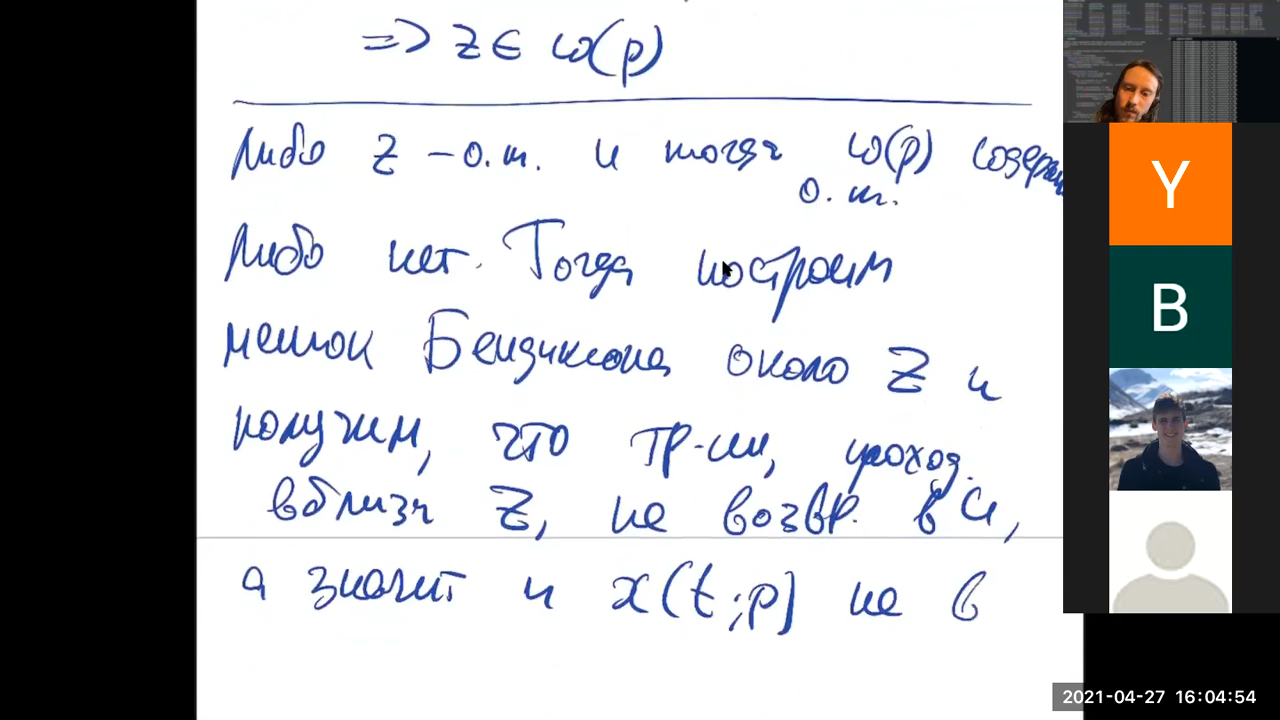 => z ∈ ω(p)
Либо z – о.т. и тогда ω(p)
о. т.
Либо нет. Тогда построим
мешок Бендиксона около z и
получим, что тр-ии, проход.
вблизи z, не возвр. в U,
а значит и x(t;p) не в
Y
B
2021-04-27 16:04:54